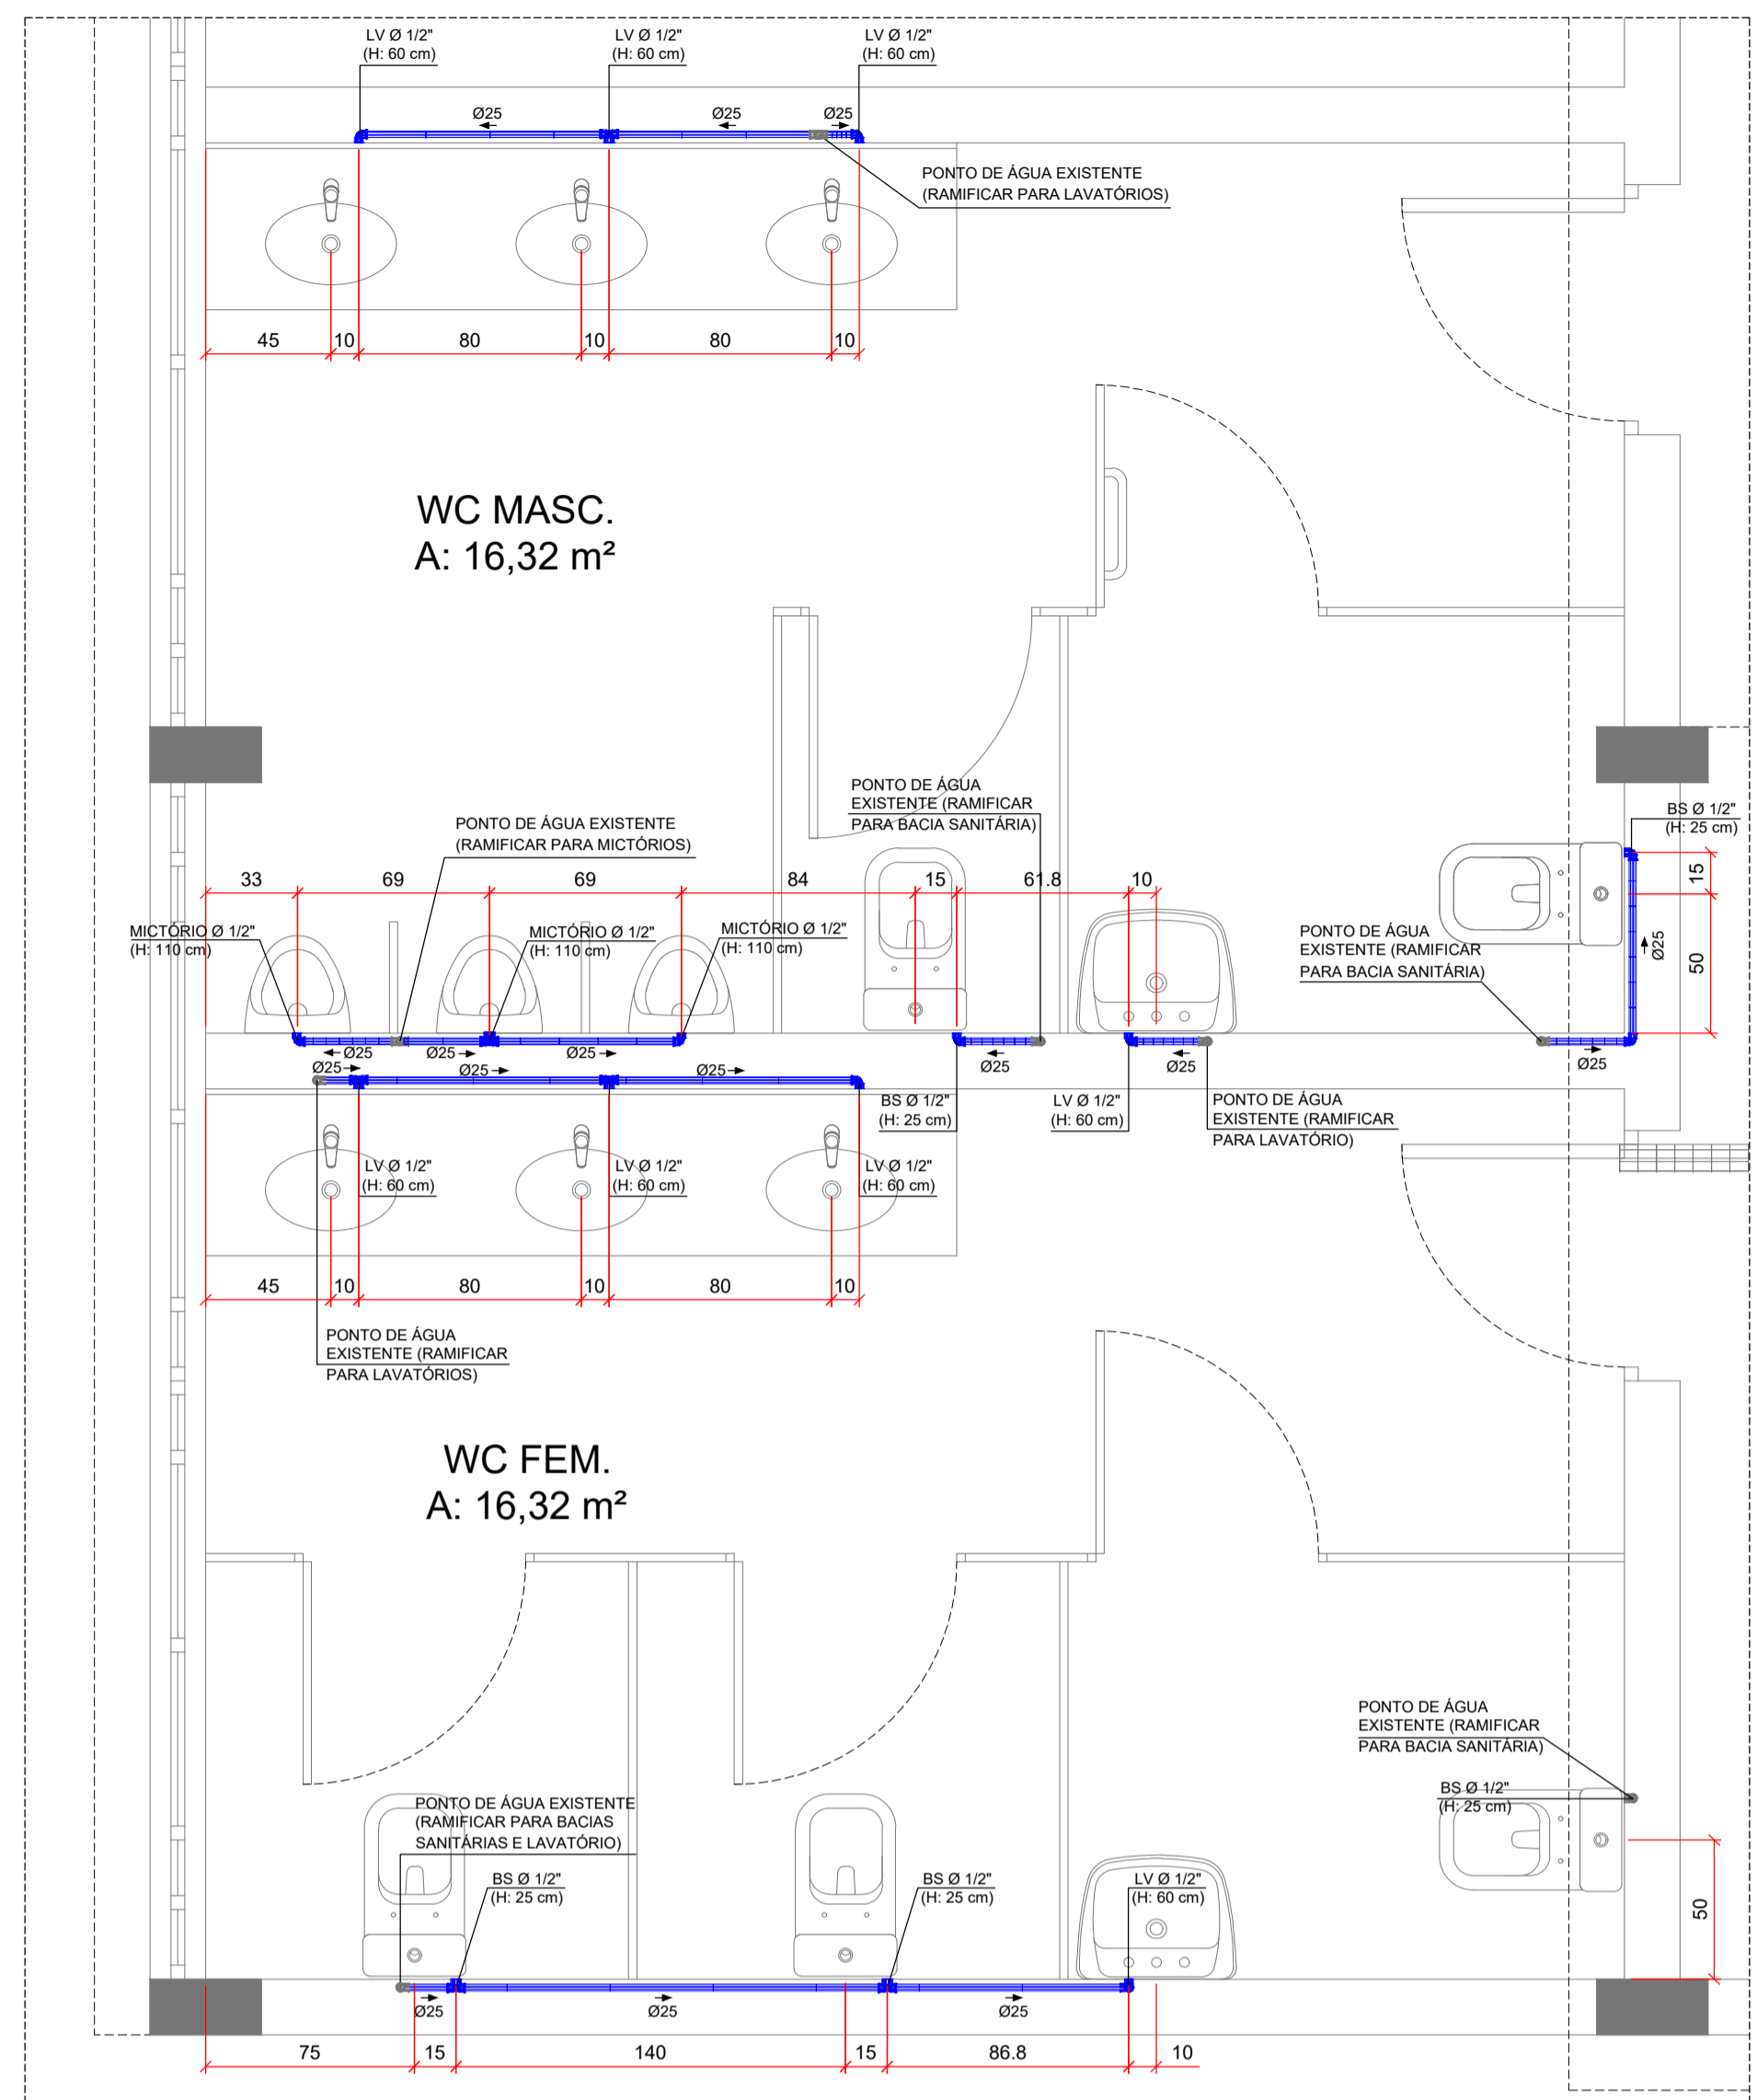 LV Ø 1/2"
(H: 60 cm)
LV Ø 1/2"
(H: 60 cm)
LV Ø 1/2"
(H: 60 cm)
Ø25
Ø25
Ø25
PONTO DE ÁGUA EXISTENTE
(RAMIFICAR PARA LAVATÓRIOS)
45 10 80 10 80 10
WC MASC.
A: 16,32 m²
PONTO DE ÁGUA
EXISTENTE (RAMIFICAR
PARA BACIA SANITÁRIA)
PONTO DE ÁGUA EXISTENTE
(RAMIFICAR PARA MICTÓRIOS)
BS Ø 1/2"
(H: 25 cm)
33 69 69 84 15 61.8 10
15
50
Ø25
MICTÓRIO Ø 1/2"
(H: 110 cm)
MICTÓRIO Ø 1/2"
(H: 110 cm)
MICTÓRIO Ø 1/2"
(H: 110 cm)
PONTO DE ÁGUA
EXISTENTE (RAMIFICAR
PARA BACIA SANITÁRIA)
Ø25
Ø25
Ø25
Ø25
Ø25
Ø25
Ø25
Ø25
Ø25
BS Ø 1/2"
(H: 25 cm)
LV Ø 1/2"
(H: 60 cm)
PONTO DE ÁGUA
EXISTENTE (RAMIFICAR
PARA LAVATÓRIO)
LV Ø 1/2"
(H: 60 cm)
LV Ø 1/2"
(H: 60 cm)
LV Ø 1/2"
(H: 60 cm)
45 10 80 10 80 10
PONTO DE ÁGUA
EXISTENTE (RAMIFICAR
PARA LAVATÓRIOS)
WC FEM.
A: 16,32 m²
PONTO DE ÁGUA
EXISTENTE (RAMIFICAR
PARA BACIA SANITÁRIA)
BS Ø 1/2"
(H: 25 cm)
PONTO DE ÁGUA EXISTENTE
(RAMIFICAR PARA BACIAS
SANITÁRIAS E LAVATÓRIO)
BS Ø 1/2"
(H: 25 cm)
BS Ø 1/2"
(H: 25 cm)
LV Ø 1/2"
(H: 60 cm)
50
Ø25
Ø25
Ø25
75 15 140 15 86.8 10